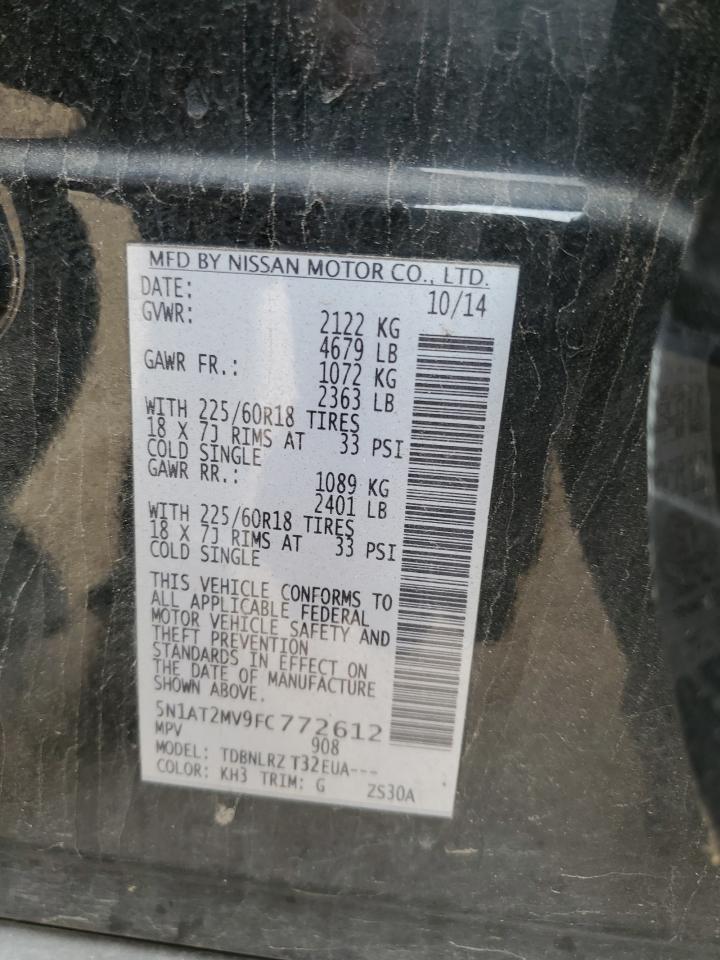 MFD BY NISSAN MOTOR CO., LTD.
DATE: 10/14
GVWR: 2122 KG
4679 LB
GAWR FR.: 1072 KG
2363 LB
WITH 225/60R18 TIRES
18 X 7J RIMS AT 33 PSI
COLD SINGLE
GAWR RR.: 1089 KG
2401 LB
WITH 225/60R18 TIRES
18 X 7J RIMS AT 33 PSI
COLD SINGLE
THIS VEHICLE CONFORMS TO
ALL APPLICABLE FEDERAL
MOTOR VEHICLE SAFETY AND
THEFT PREVENTION
STANDARDS IN EFFECT ON
THE DATE OF MANUFACTURE
SHOWN ABOVE.
5N1AT2MV9FC772612
MPV 908
MODEL: TDBNLRZ T32EUA---
COLOR: KH3 TRIM: G ZS30A